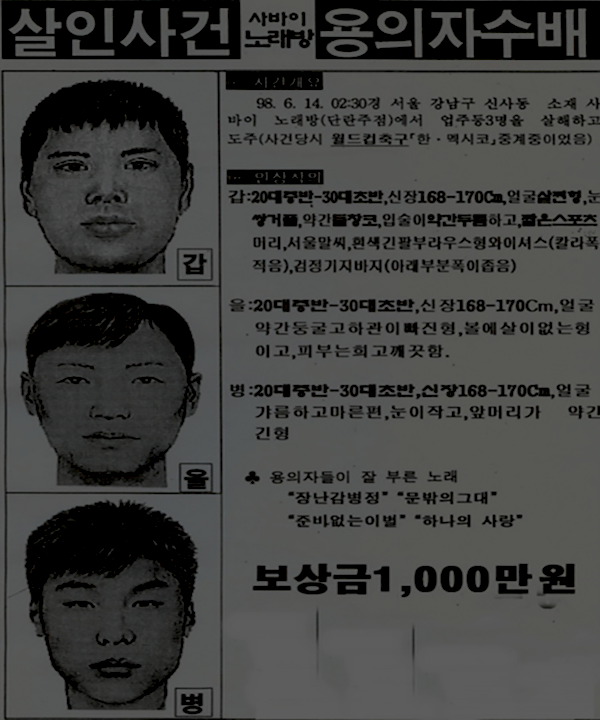 살인사건 사바이 노래방 용의자수배
사건개요
98. 6. 14. 02:30경 서울 강남구 신사동 소재 사
바이 노래방(단란주점)에서 업주등3명을 살해하고
도주(사건당시 월드컵축구「한·멕시코」중계중이었음)
인상착의
갑:20대중반-30대초반,신장168-170Cm,얼굴살찐형,눈
쌍거풀,약간들창코,입술이약간두툼하고,짧은스포츠
머리,서울말씨,흰색긴팔부라우스형와이셔스(칼라폭
적음),검정기지바지(아래부분폭이좁음)
을:20대중반-30대초반,신장168-170Cm,얼굴
약간둥굴고하관이빠진형,볼에살이없는형
이고,피부는희고깨끗함.
병:20대중반-30대초반,신장168-170Cm,얼굴
갸름하고마른편,눈이작고,앞머리가 약간
긴형
♣ 용의자들이 잘 부른 노래
"장난감병정" "문밖의그대"
"준비없는이별" "하나의 사랑"
보상금1,000만원
갑
을
병